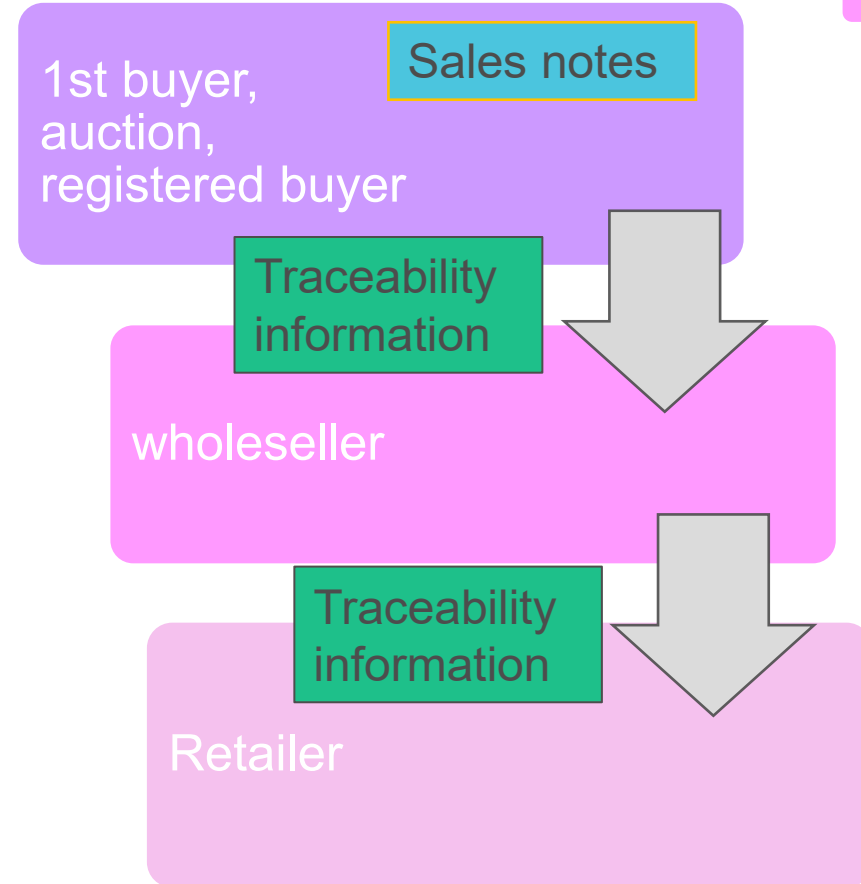 Sales notes
1st buyer,
auction,
registered buyer
Traceability
information
wholeseller
Traceability
information
Retailer